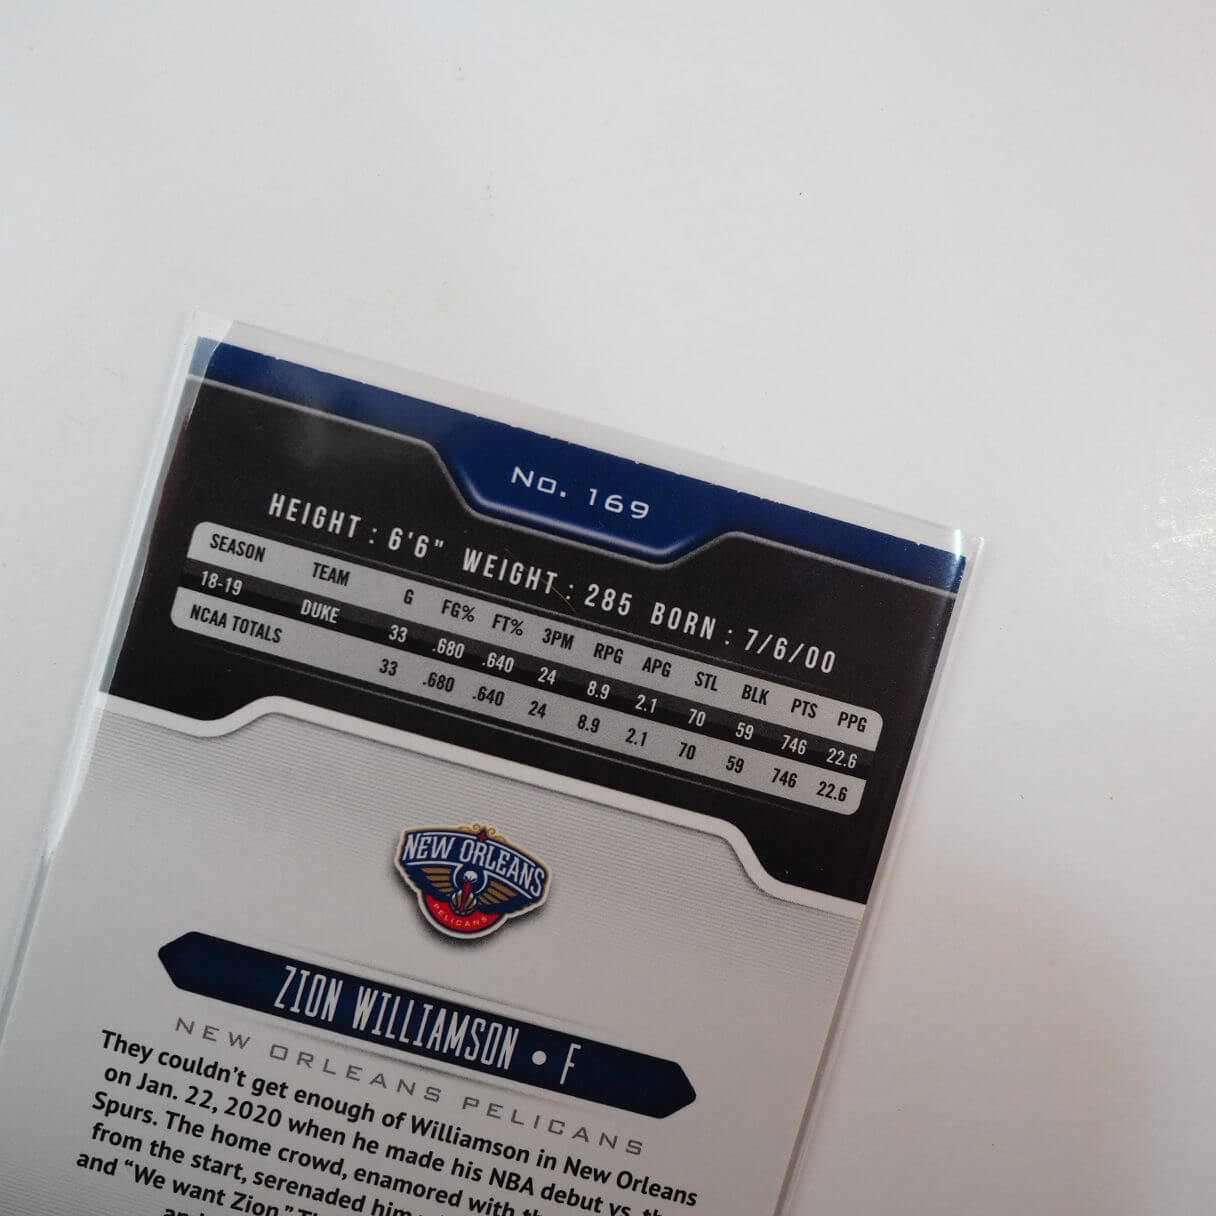 No. 169
HEIGHT : 6'6" WEIGHT : 285 BORN : 7/6/00
SEASON TEAM G FG% FT% 3PM RPG APG STL BLK PTS PPG
18-19 DUKE 33 .680 .640 24 8.9 2.1 70 59 746 22.6
NCAA TOTALS 33 .680 .640 24 8.9 2.1 70 59 746 22.6
NEW ORLEANS
PELICANS
ZION WILLIAMSON • F
NEW ORLEANS PELICANS
They couldn't get enough of Williamson in New Orleans
on Jan. 22, 2020 when he made his NBA debut vs. the
Spurs. The home crowd, enamored with the
from the start, serenaded him
and "We want Zion."